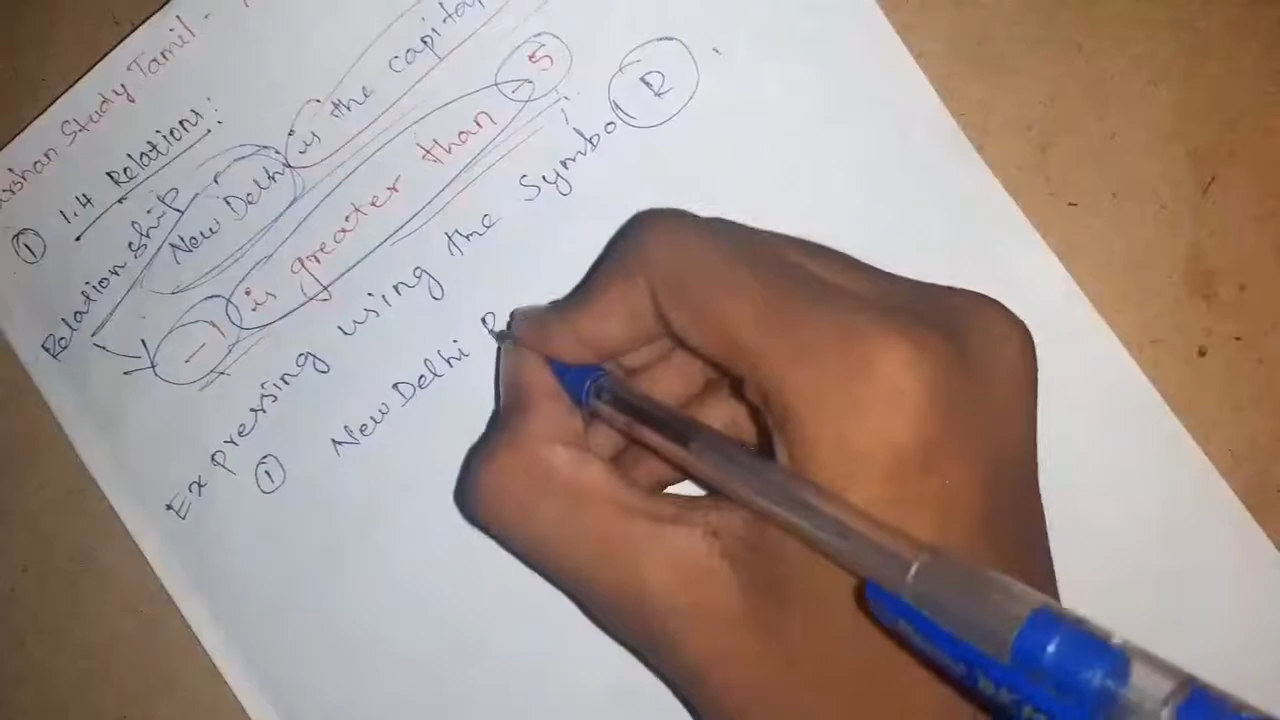 arshan Study Tamil -
① 1.4 Relations:
Relationship
New Delhi is the capital
-1 is greater than -5
Expressing using the Symbol R
① New Delhi R